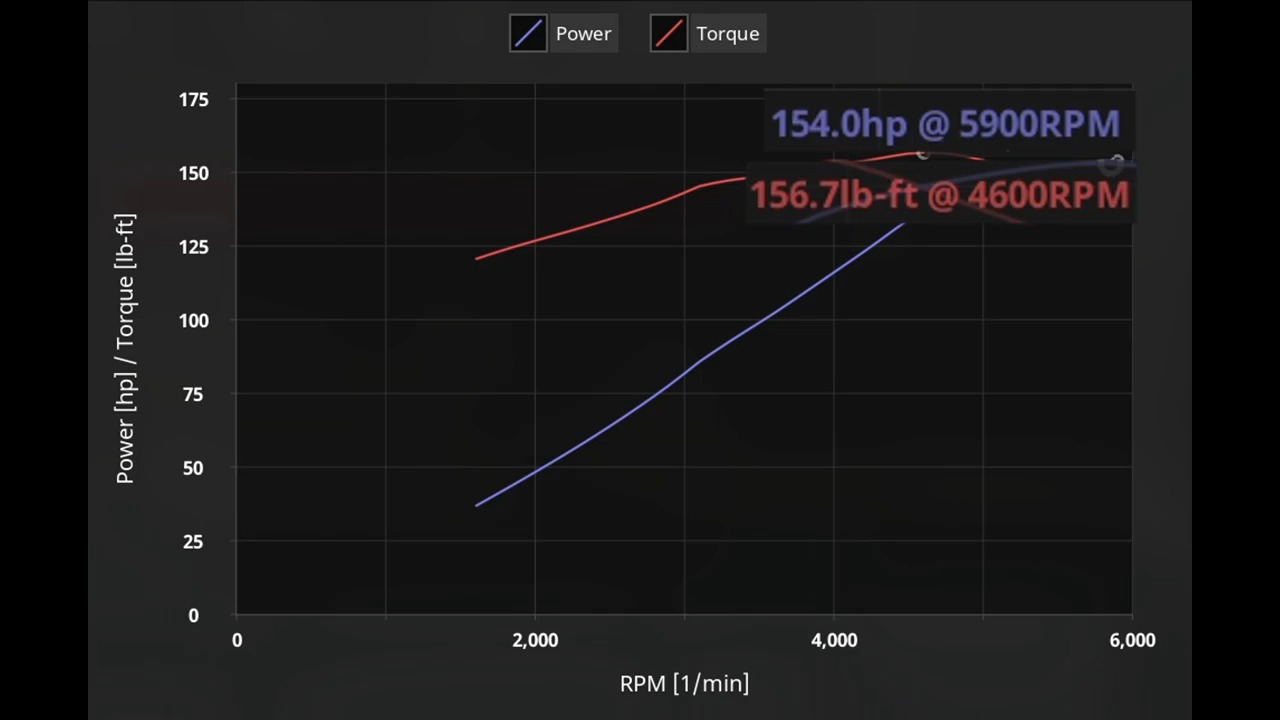 Power Torque
175
150
125
100
75
50
25
0
154.0hp @ 5900RPM
156.7lb-ft @ 4600RPM
Power [hp] / Torque [lb-ft]
0 2,000 4,000 6,000
RPM [1/min]